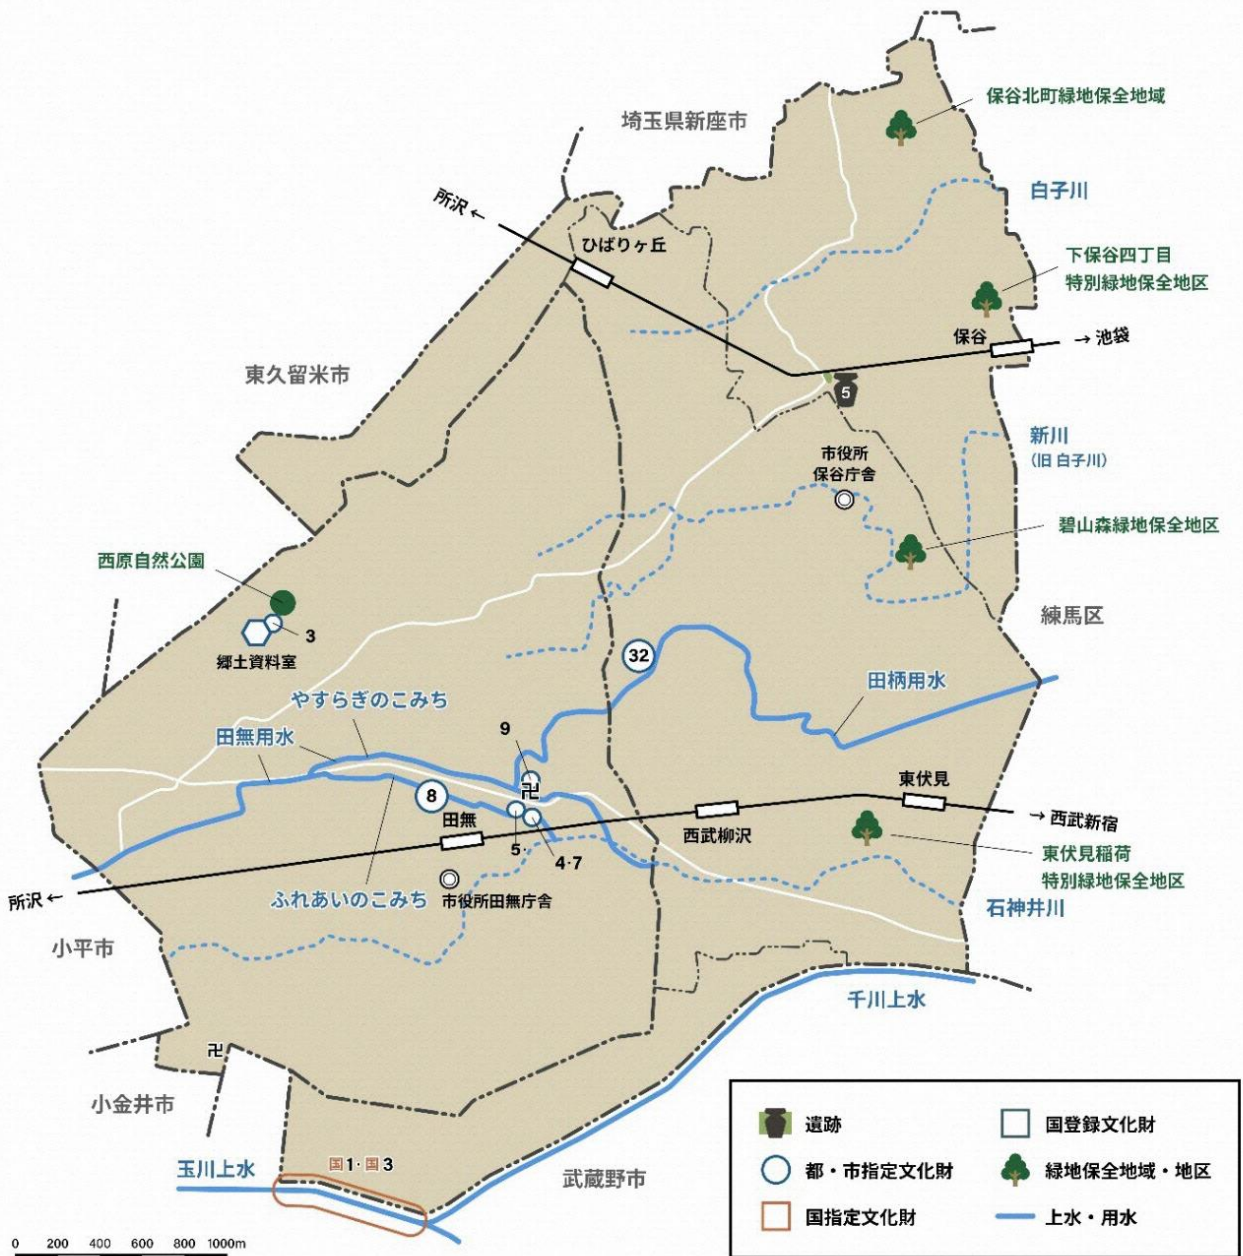 保谷北町緑地保全地域
埼玉県新座市
白子川
所沢←
ひばりヶ丘
下保谷四丁目
特別緑地保全地区
保谷
→池袋
東久留米市
5
新川
(旧 白子川)
市役所
保谷庁舎
碧山森緑地保全地区
西原自然公園
3
郷土資料室
練馬区
32
田柄用水
やすらぎのこみち
田無用水
9
卍
東伏見
8
田無
西武柳沢
→西武新宿
5·
4·7
東伏見稲荷
特別緑地保全地区
所沢←
ふれあいのこみち
市役所田無庁舎
石神井川
小平市
千川上水
卍
小金井市
玉川上水
国1·国3
武蔵野市
遺跡
国登録文化財
都・市指定文化財
緑地保全地域・地区
国指定文化財
上水・用水
0 200 400 600 800 1000m